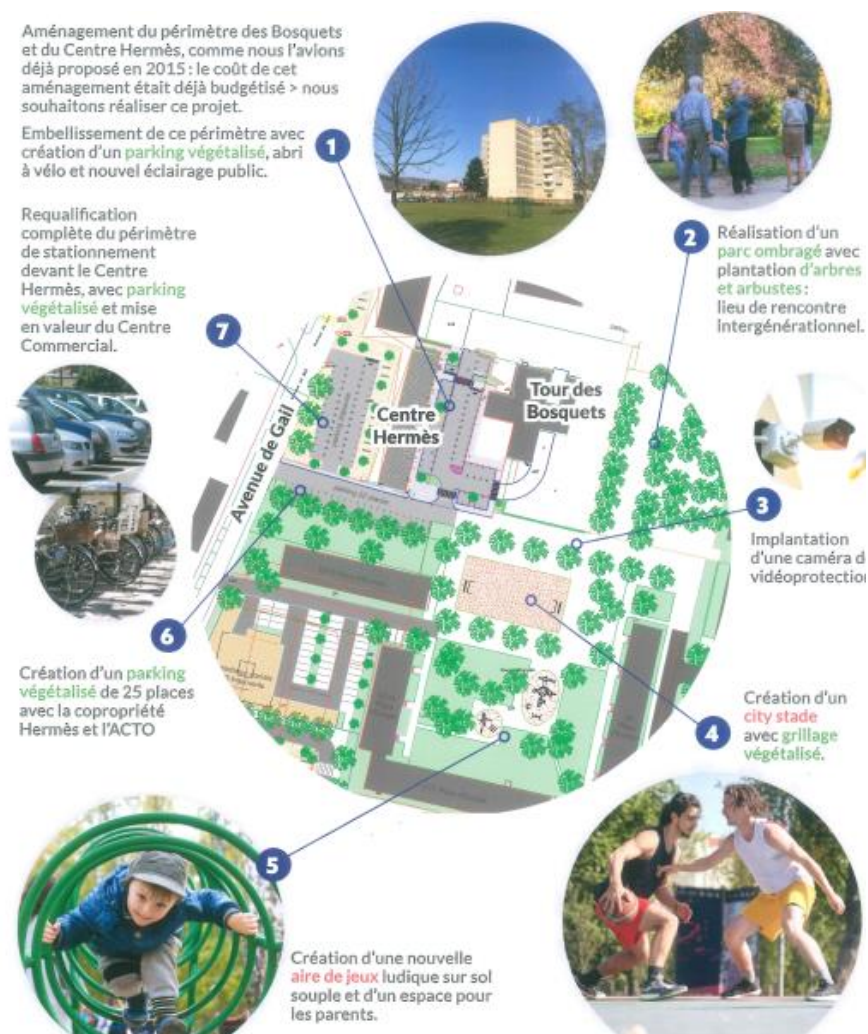 Aménagement du périmètre des Bosquets
et du Centre Hermès, comme nous l'avions
déjà proposé en 2015 : le coût de cet
aménagement était déjà budgétisé > nous
souhaitons réaliser ce projet.
Embellissement de ce périmètre avec
création d'un parking végétalisé, abri
à vélo et nouvel éclairage public.
1
Requalification
complète du périmètre
de stationnement
devant le Centre
Hermès, avec parking
végétalisé et mise
en valeur du Centre
Commercial.
7
2
Réalisation d'un
parc ombragé avec
plantation d'arbres
et arbustes :
lieu de rencontre
intergénérationnel.
Avenue de Gail
Centre
Hermès
Tour des
Bosquets
3
Implantation
d'une caméra de
vidéoprotection
6
Création d'un parking
végétalisé de 25 places
avec la copropriété
Hermès et l'ACTO
4
Création d'un
city stade
avec grillage
végétalisé.
5
Création d'une nouvelle
aire de jeux ludique sur sol
souple et d'un espace pour
les parents.